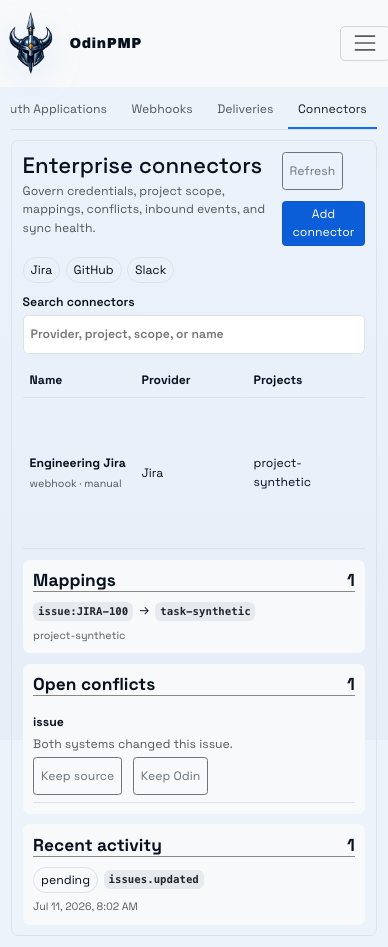 OdinPMP
uth Applications Webhooks Deliveries Connectors
Enterprise connectors
Refresh
Govern credentials, project scope,
mappings, conflicts, inbound events, and
sync health.
Add
connector
Jira GitHub Slack
Search connectors
Provider, project, scope, or name
Name Provider Projects
Engineering Jira
webhook · manual
Jira
project-
synthetic
Mappings 1
issue:JIRA-100 → task-synthetic
project-synthetic
Open conflicts 1
issue
Both systems changed this issue.
Keep source Keep Odin
Recent activity 1
pending issues.updated
Jul 11, 2026, 8:02 AM